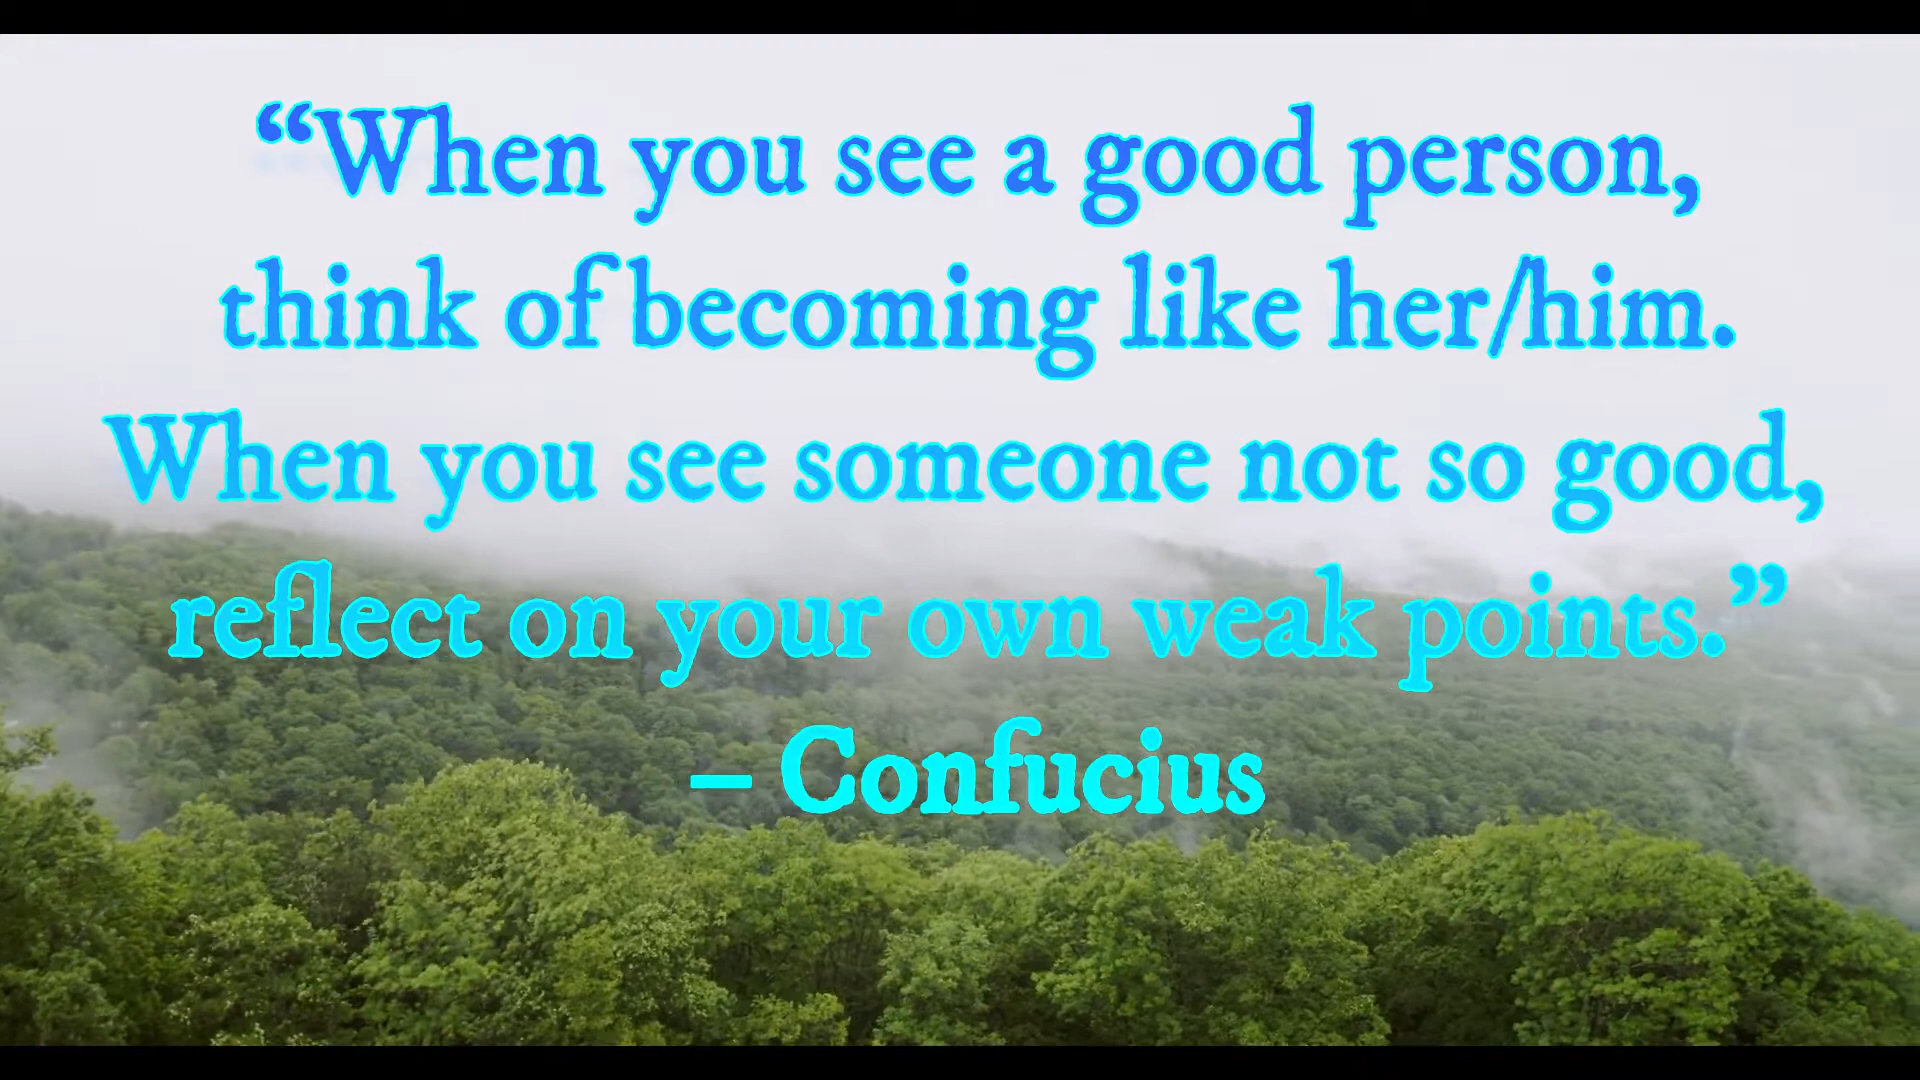 “When you see a good person,
think of becoming like her/him.
When you see someone not so good,
reflect on your own weak points.”
– Confucius